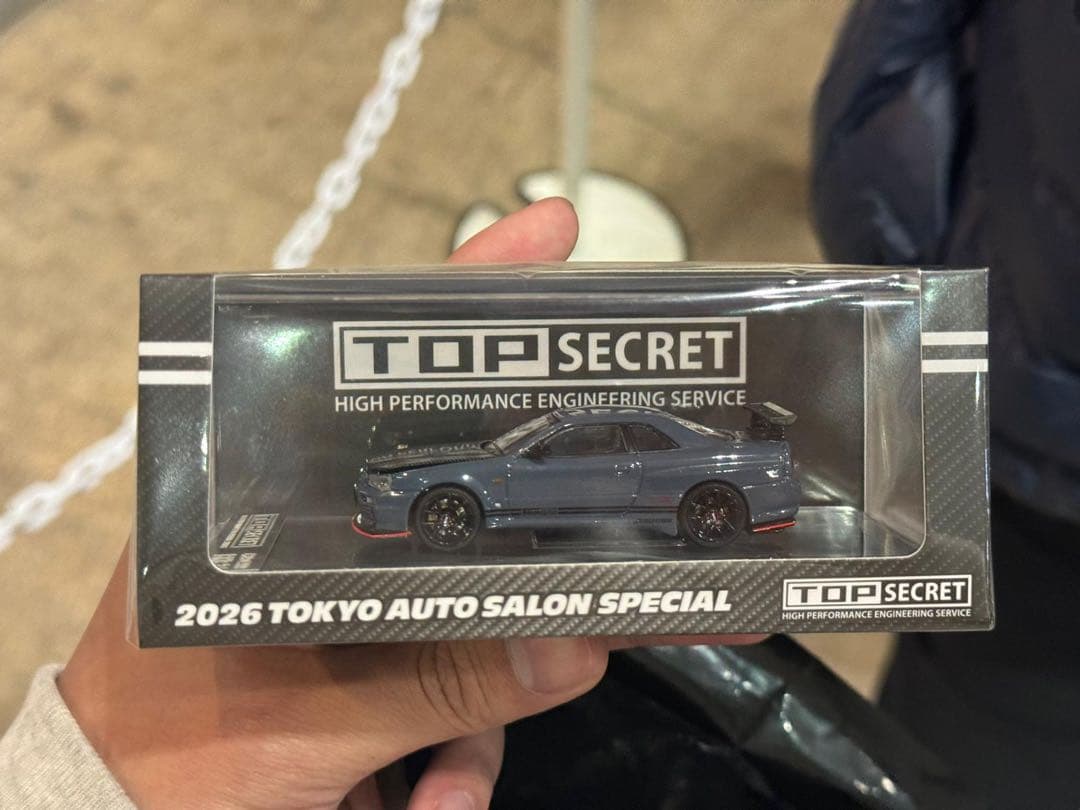 TOP SECRET
HIGH PERFORMANCE ENGINEERING SERVICE
2026 TOKYO AUTO SALON SPECIAL
TOP SECRET
HIGH PERFORMANCE ENGINEERING SERVICE